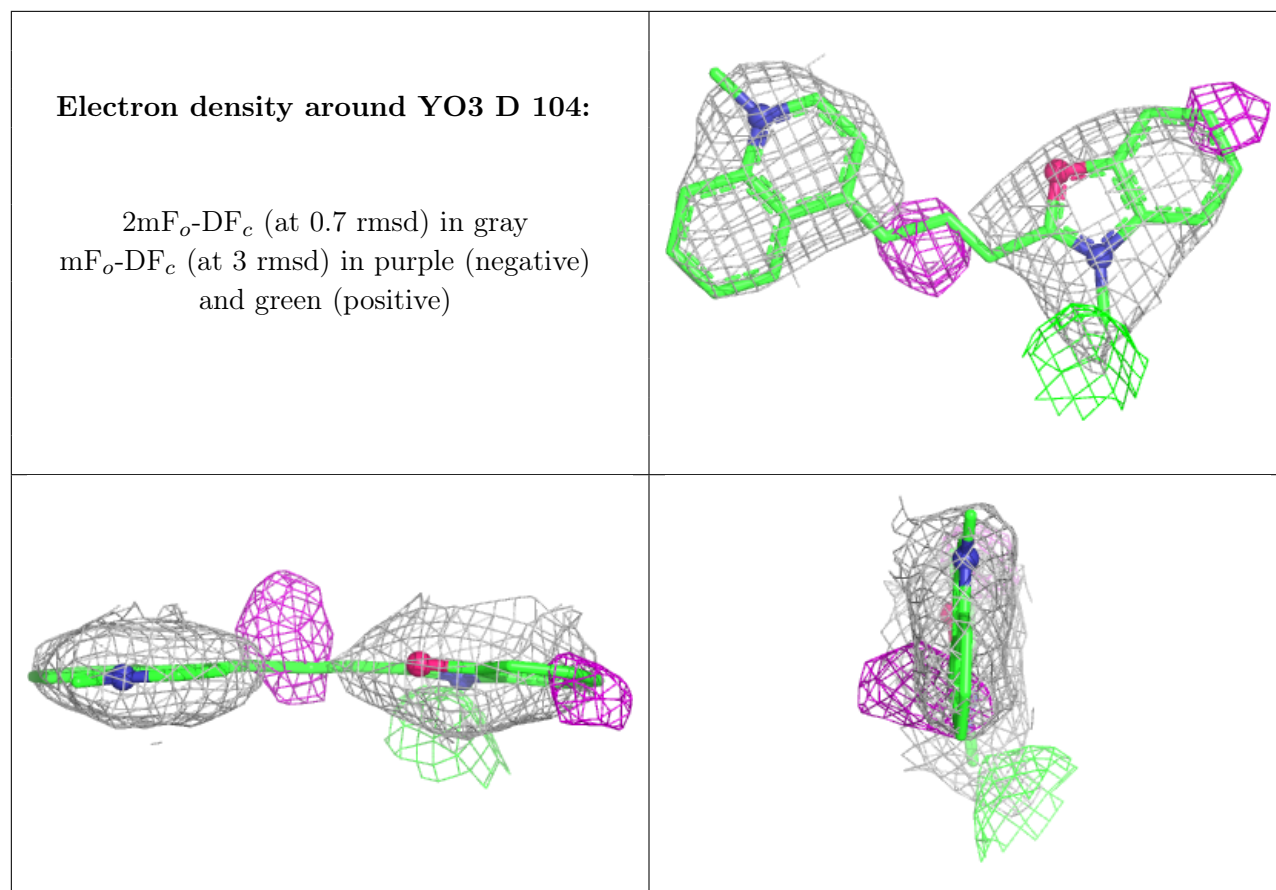 Electron density around YO3 D 104:
2mFo-DFc (at 0.7 rmsd) in gray
mFo-DFc (at 3 rmsd) in purple (negative)
and green (positive)